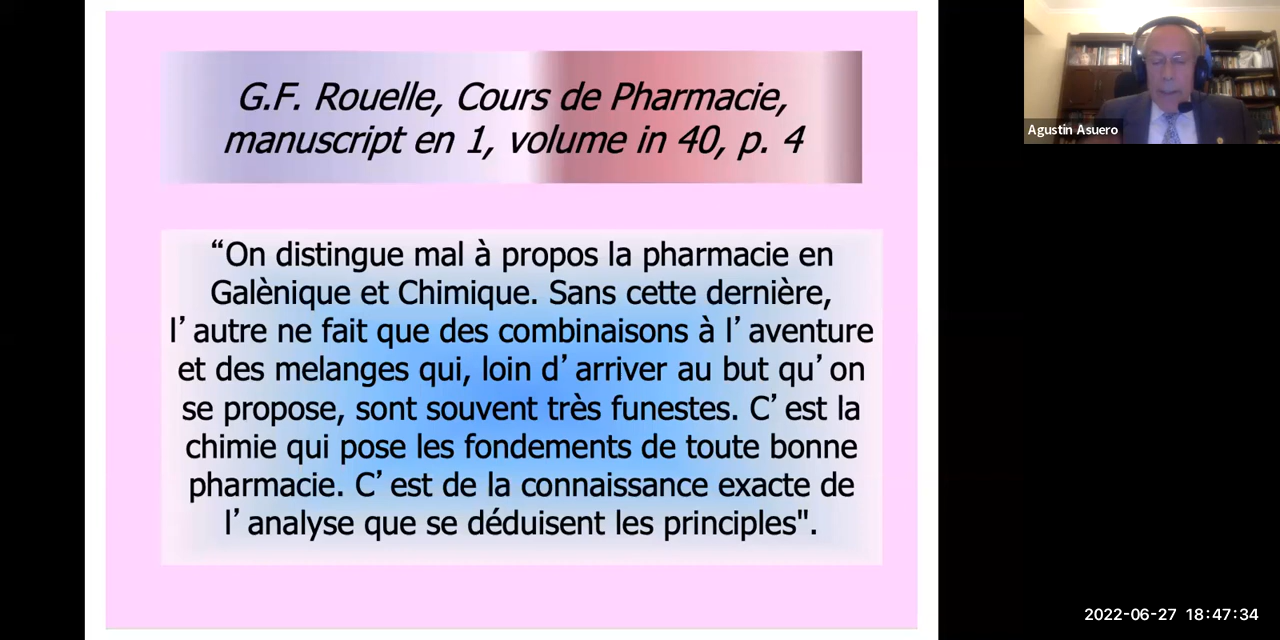 G.F. Rouelle, Cours de Pharmacie,
manuscript en 1, volume in 40, p. 4
“On distingue mal à propos la pharmacie en
Galènique et Chimique. Sans cette dernière,
l’autre ne fait que des combinaisons à l’aventure
et des melanges qui, loin d’arriver au but qu’on
se propose, sont souvent très funestes. C’est la
chimie qui pose les fondements de toute bonne
pharmacie. C’est de la connaissance exacte de
l’analyse que se déduisent les principles".
Agustín Asuero
2022-06-27 18:47:34